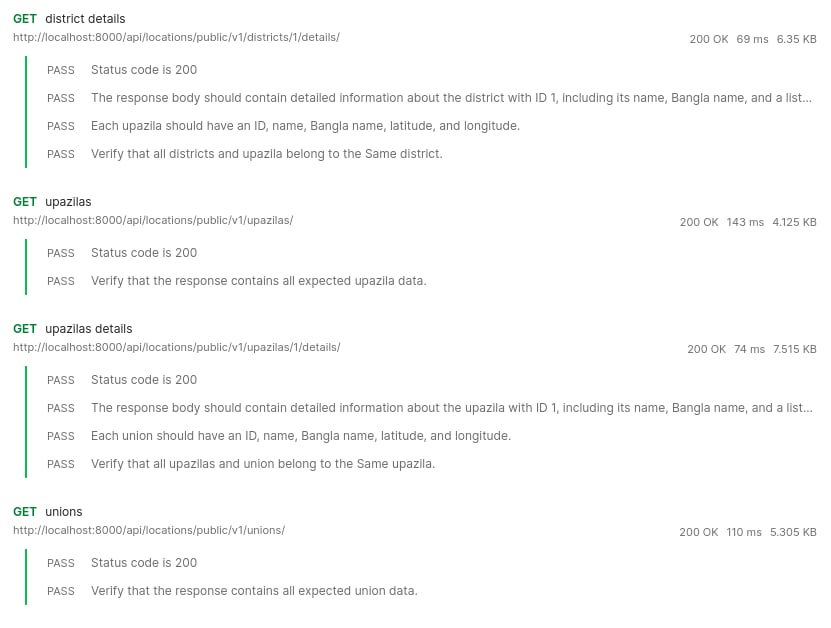 GET district details
http://localhost:8000/api/locations/public/v1/districts/1/details/
200 OK 69 ms 6.35 KB
PASS Status code is 200
PASS The response body should contain detailed information about the district with ID 1, including its name, Bangla name, and a list...
PASS Each upazila should have an ID, name, Bangla name, latitude, and longitude.
PASS Verify that all districts and upazila belong to the Same district.
GET upazilas
http://localhost:8000/api/locations/public/v1/upazilas/
200 OK 143 ms 4.125 KB
PASS Status code is 200
PASS Verify that the response contains all expected upazila data.
GET upazilas details
http://localhost:8000/api/locations/public/v1/upazilas/1/details/
200 OK 74 ms 7.515 KB
PASS Status code is 200
PASS The response body should contain detailed information about the upazila with ID 1, including its name, Bangla name, and a list...
PASS Each union should have an ID, name, Bangla name, latitude, and longitude.
PASS Verify that all upazilas and union belong to the Same upazila.
GET unions
http://localhost:8000/api/locations/public/v1/unions/
200 OK 110 ms 5.305 KB
PASS Status code is 200
PASS Verify that the response contains all expected union data.